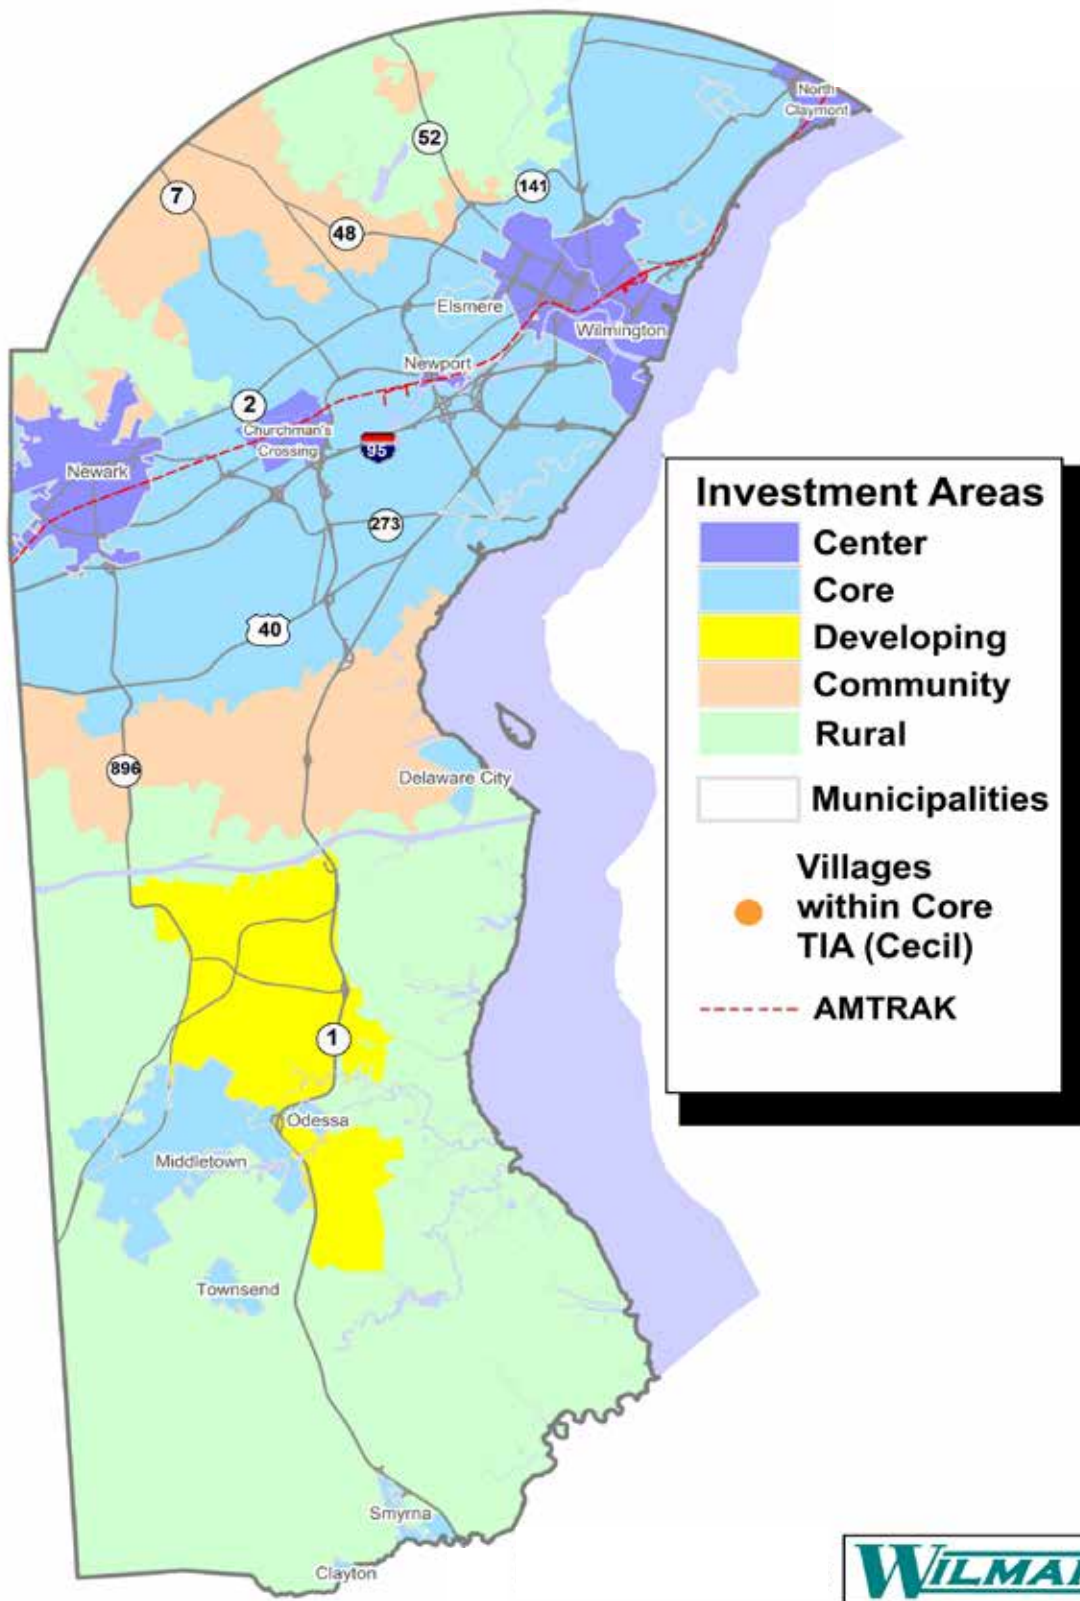 North
Claymont
52
141
7
48
Elsmere
Wilmington
Newport
2
Churchman's
Crossing
95
Newark
273
40
896
Delaware City
1
Odessa
Middletown
Townsend
Smyrna
Clayton
Investment Areas
Center
Core
Developing
Community
Rural
Municipalities
Villages
within Core
TIA (Cecil)
AMTRAK